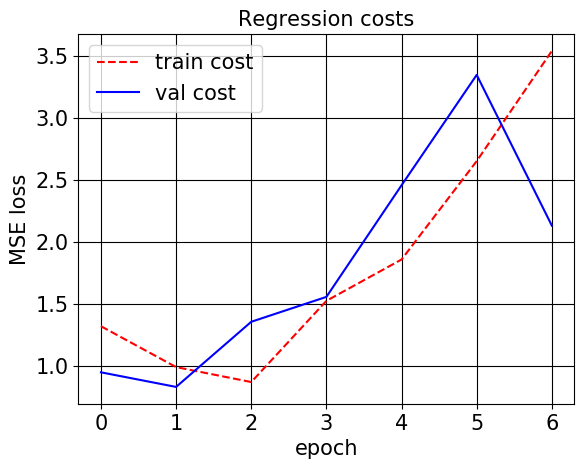 Regression costs
train cost
val cost
MSE loss
3.5
3.0
2.5
2.0
1.5
1.0
0 1 2 3 4 5 6
epoch